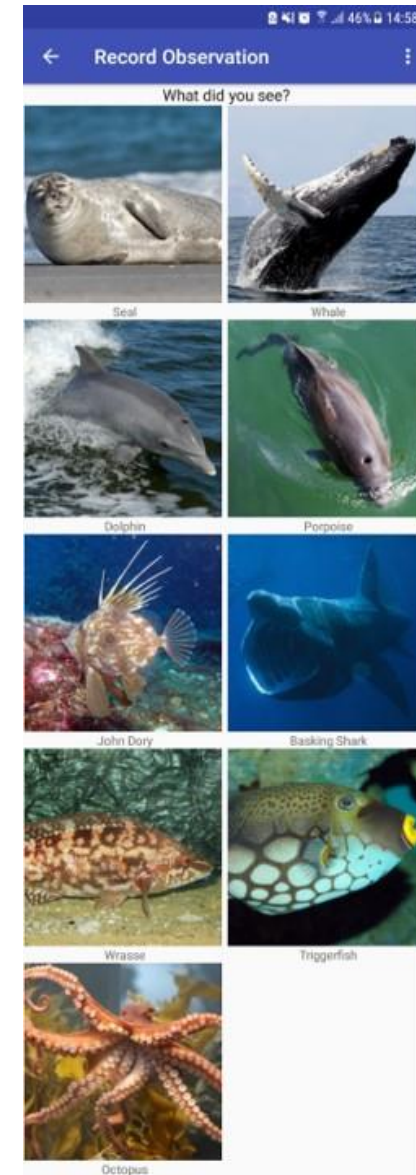 46% 14:58
Record Observation
What did you see?
Seal Whale
Dolphin Porpoise
John Dory Basking Shark
Wrasse Triggerfish
Octopus